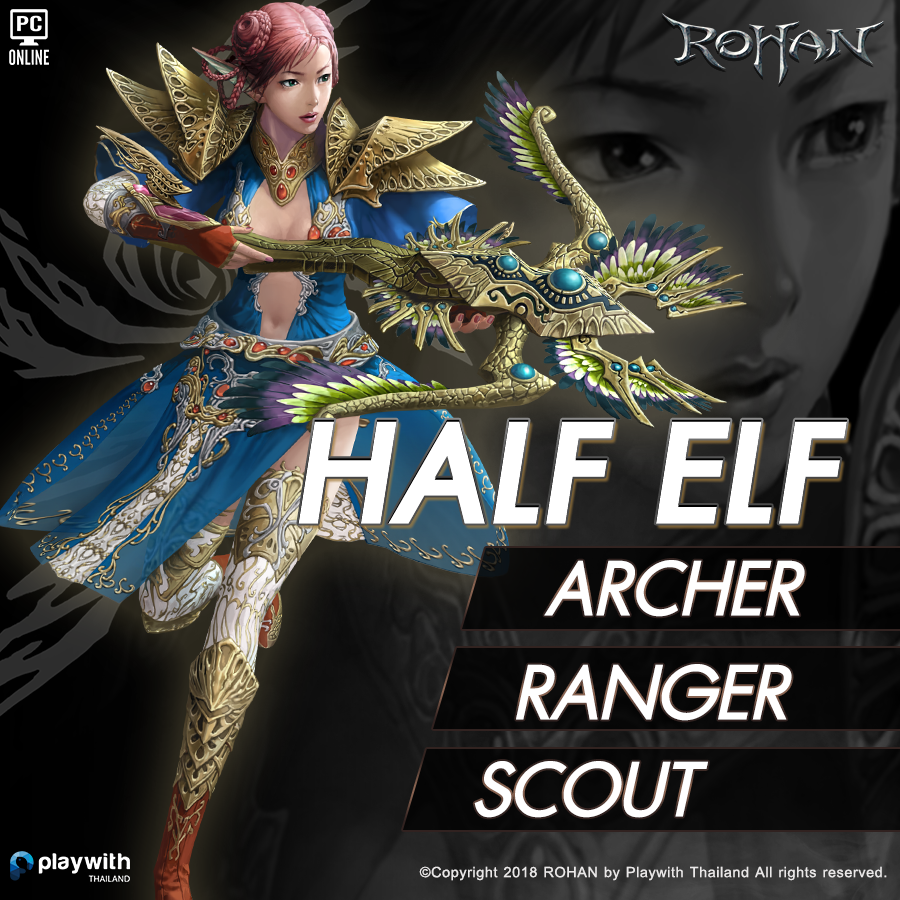 PC
ONLINE
ROHAN
HALF ELF
ARCHER
RANGER
SCOUT
playwith
THAILAND
©Copyright 2018 ROHAN by Playwith Thailand All rights reserved.